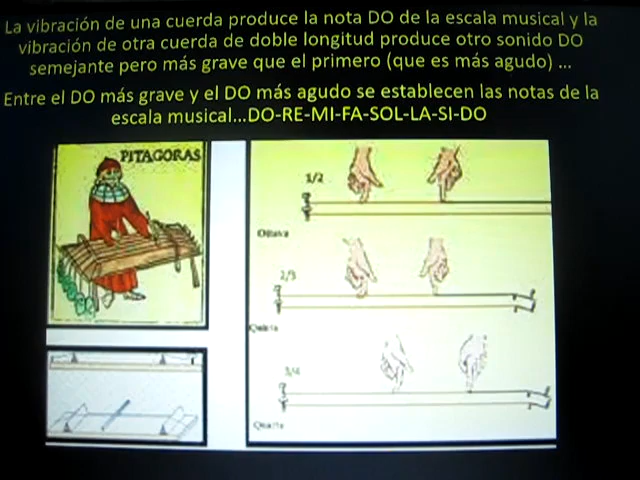 La vibración de una cuerda produce la nota DO de la escala musical y la
vibración de otra cuerda de doble longitud produce otro sonido DO
semejante pero más grave que el primero (que es más agudo) ...
Entre el DO más grave y el DO más agudo se establecen las notas de la
escala musical...DO-RE-MI-FA-SOL-LA-SI-DO
PITAGORAS
1/2
Octava
2/3
Quinta
3/4
Quarta